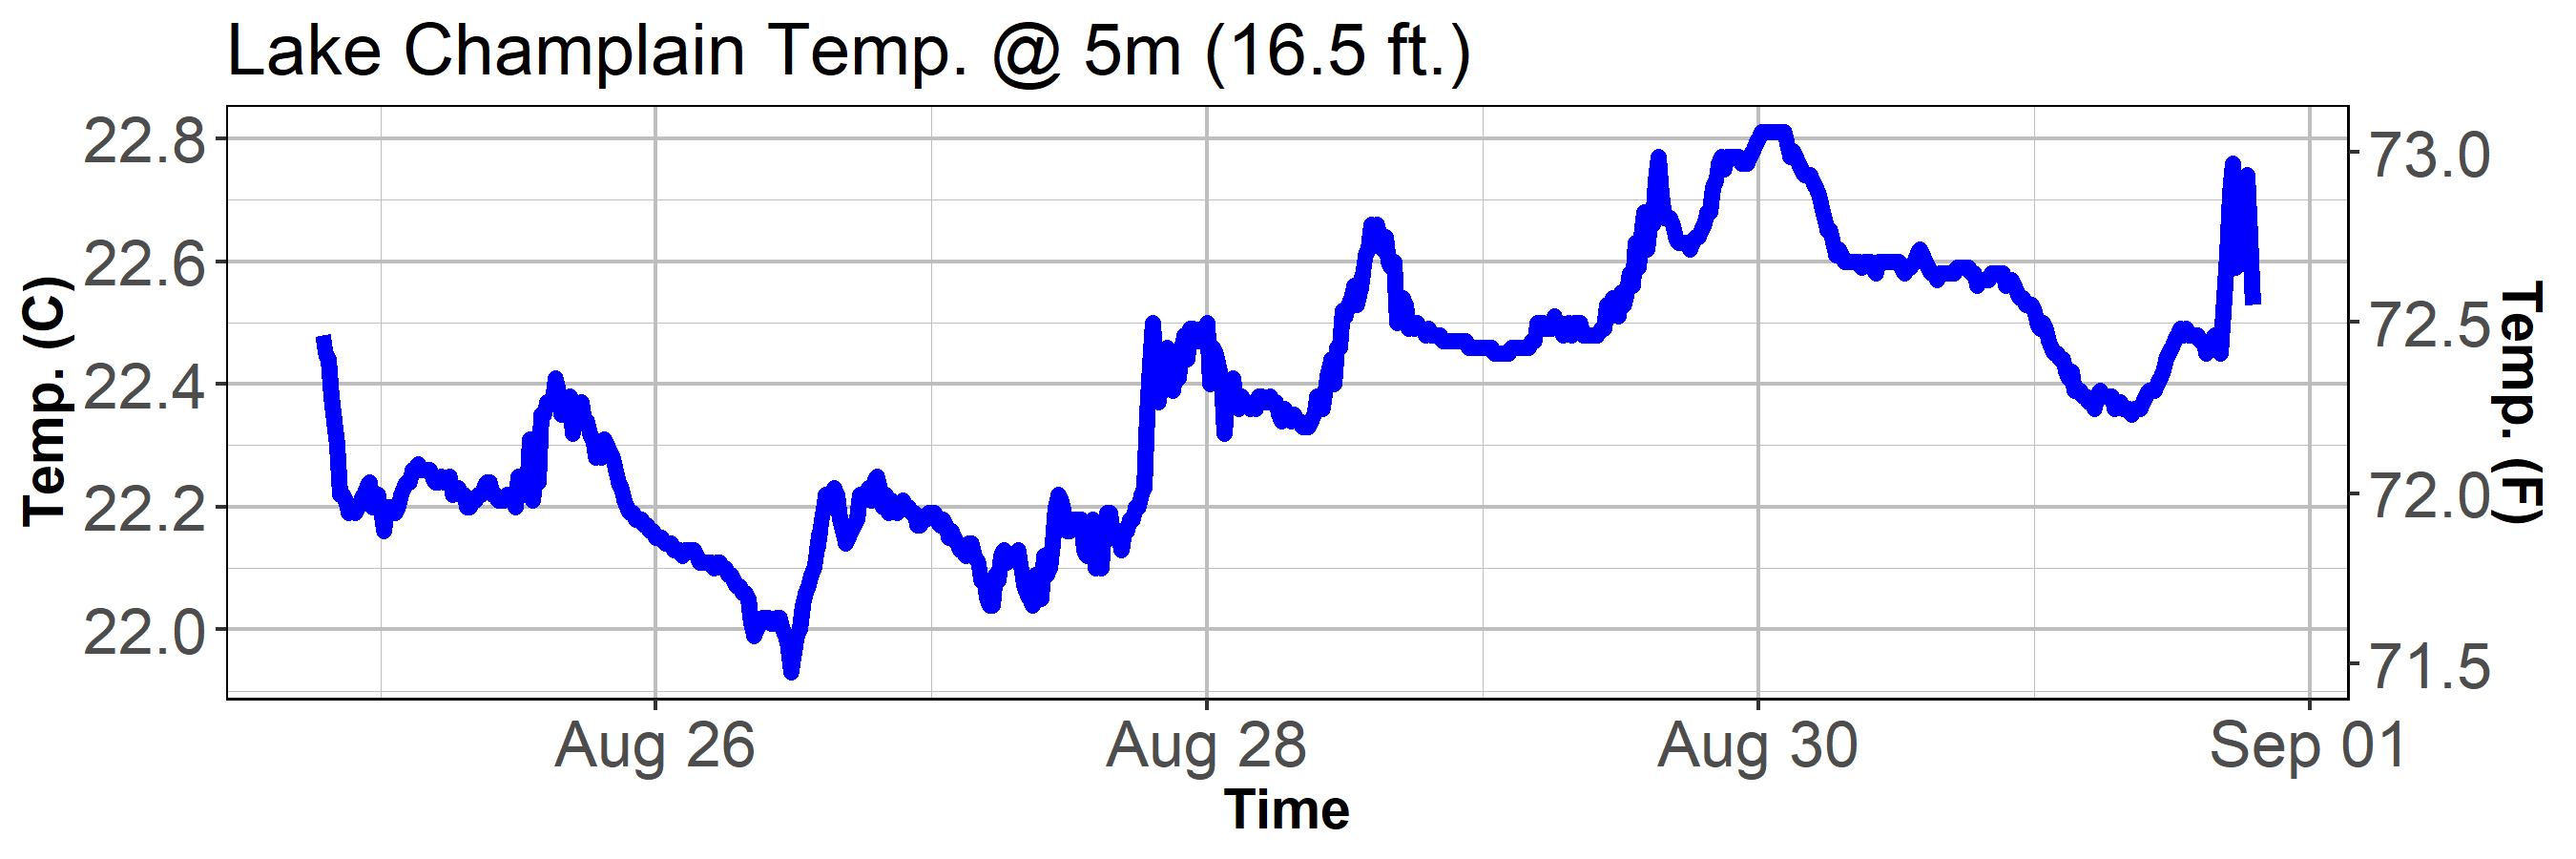 Lake Champlain Temp. @ 5m (16.5 ft.)
Temp. (C)
22.8
22.6
22.4
22.2
22.0
73.0
72.5
72.0
71.5
Temp. (F)
Aug 26 Aug 28 Aug 30 Sep 01
Time